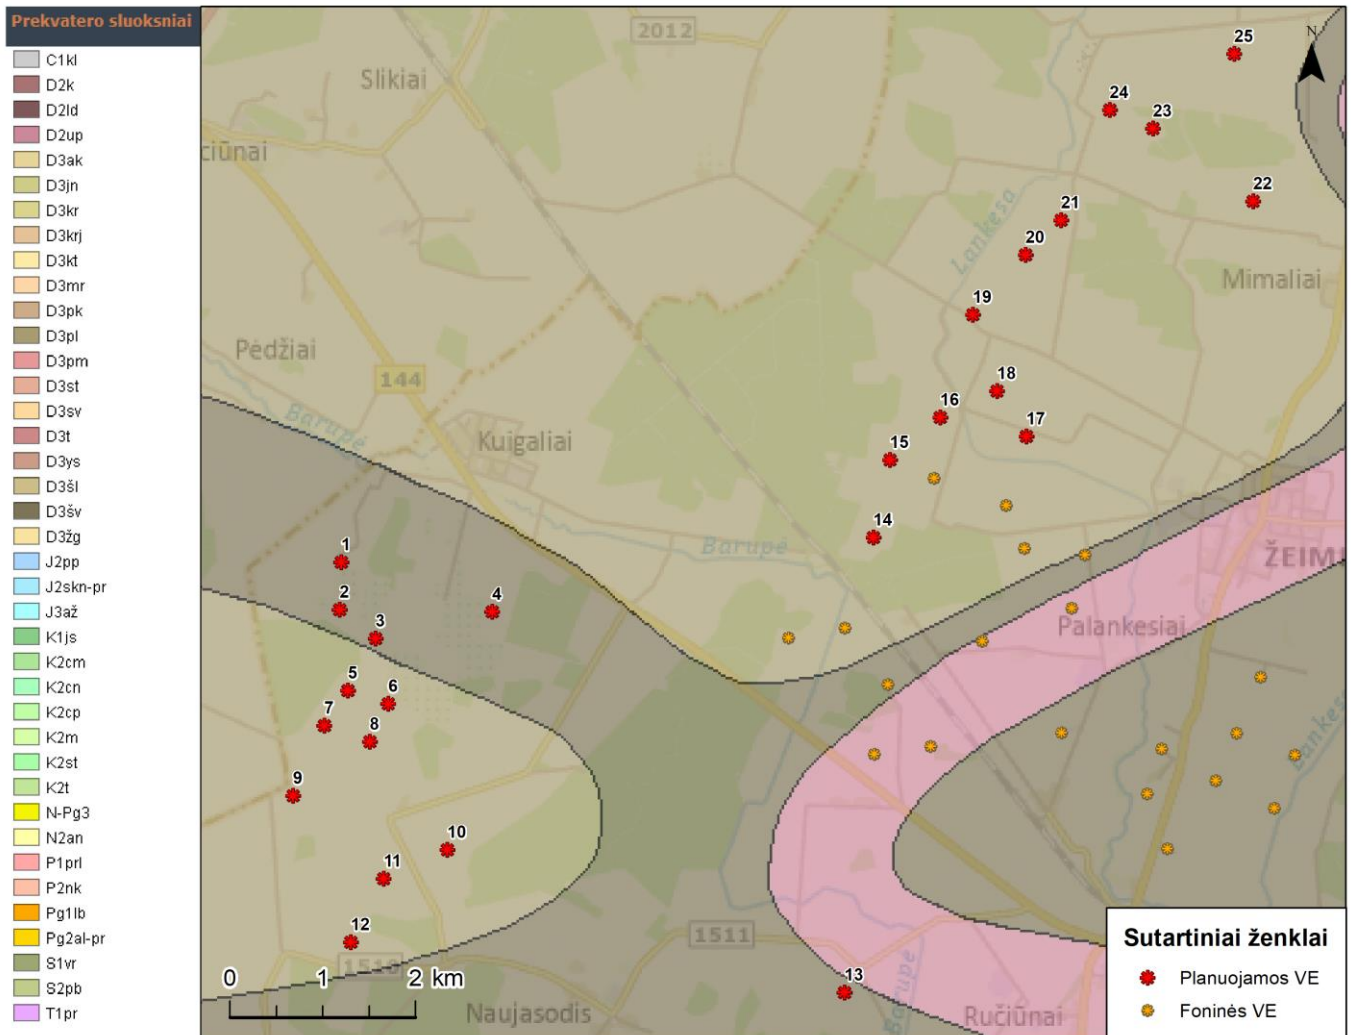 Prekvatero sluoksniai
C1kl
D2k
D2ld
D2up
D3ak
D3jn
D3kr
D3krj
D3kt
D3mr
D3pk
D3pl
D3pm
D3st
D3sv
D3t
D3ys
D3šl
D3šv
D3žg
J2pp
J2skn-pr
J3až
K1js
K2cm
K2cn
K2cp
K2m
K2st
K2t
N-Pg3
N2an
P1prl
P2nk
Pg1lb
Pg2al-pr
S1vr
S2pb
T1pr
2012
25
N
Slikiai
24
23
čiūnai
22
21
Lankesa
20
Mimaliai
19
Pėdžiai
144
18
16
17
Barupė
Kuigaliai
15
14
Barupė
ŽEIM
1
2
4
3
Palankesiai
5
6
7
8
Lankesa
9
10
11
12
1511
1510
0 1 2 km
13
Barupė
Naujasodis
Ručiūnai
Sutartiniai ženklai
Planuojamos VE
Foninės VE